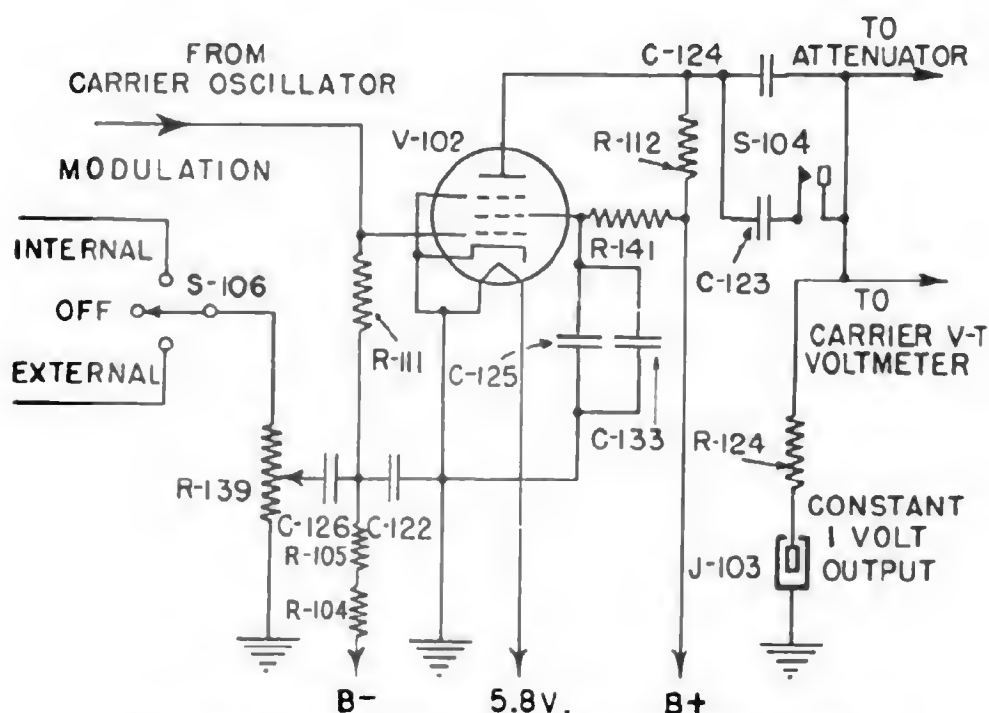 FROM
CARRIER OSCILLATOR
MODULATION
INTERNAL
OFF
S-106
EXTERNAL
R-139
C-126
C-122
R-105
R-104
R-111
V-102
C-125
C-133
R-141
R-112
C-124
TO
ATTENUATOR
S-104
C-123
TO
CARRIER V-T
VOLTMETER
R-124
CONSTANT
1 VOLT
OUTPUT
J-103
B-
5.8V.
B+